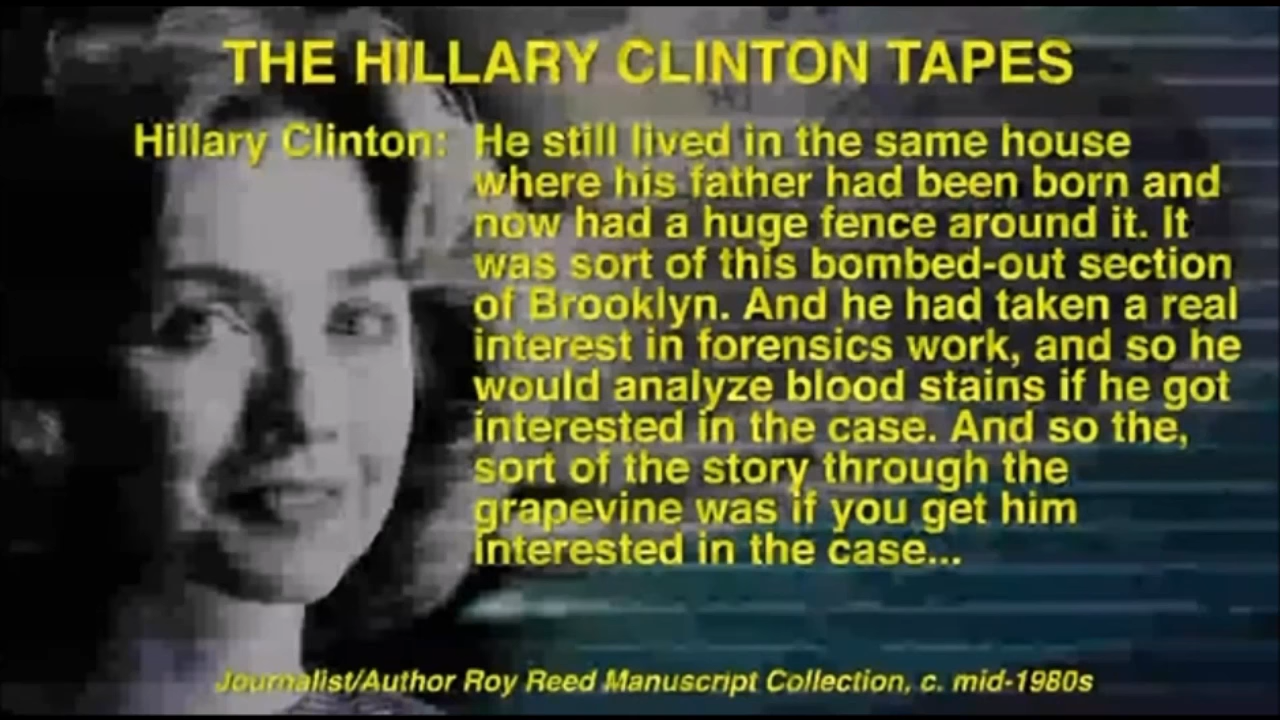 THE HILLARY CLINTON TAPES
Hillary Clinton: He still lived in the same house
where his father had been born and
now had a huge fence around it. It
was sort of this bombed-out section
of Brooklyn. And he had taken a real
interest in forensics work, and so he
would analyze blood stains if he got
interested in the case. And so the,
sort of the story through the
grapevine was if you get him
interested in the case...
Journalist/Author Roy Reed Manuscript Collection, c. mid-1980s